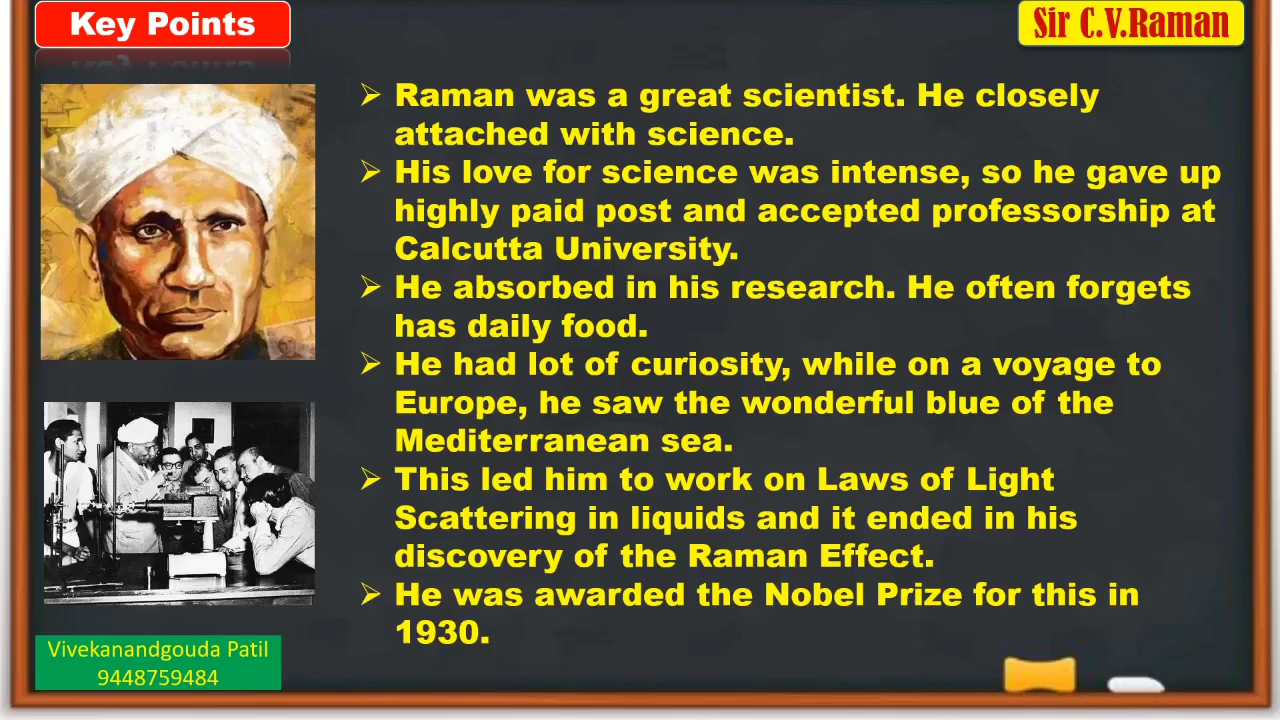 Key Points
Sir C.V.Raman
➢ Raman was a great scientist. He closely
attached with science.
➢ His love for science was intense, so he gave up
highly paid post and accepted professorship at
Calcutta University.
➢ He absorbed in his research. He often forgets
has daily food.
➢ He had lot of curiosity, while on a voyage to
Europe, he saw the wonderful blue of the
Mediterranean sea.
➢ This led him to work on Laws of Light
Scattering in liquids and it ended in his
discovery of the Raman Effect.
➢ He was awarded the Nobel Prize for this in
1930.
Vivekanandgouda Patil
9448759484